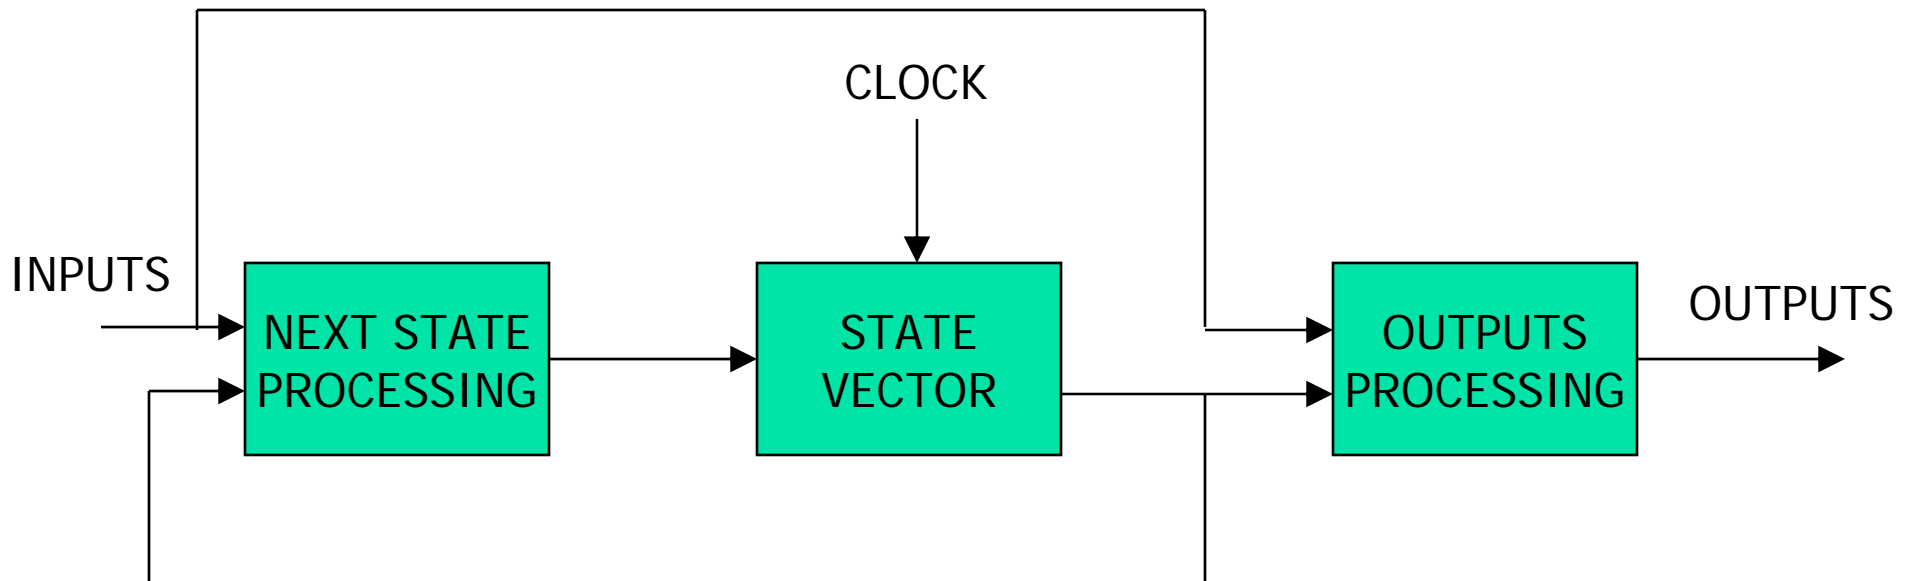 CLOCK
INPUTS
NEXT STATE
PROCESSING
STATE
VECTOR
OUTPUTS
PROCESSING
OUTPUTS